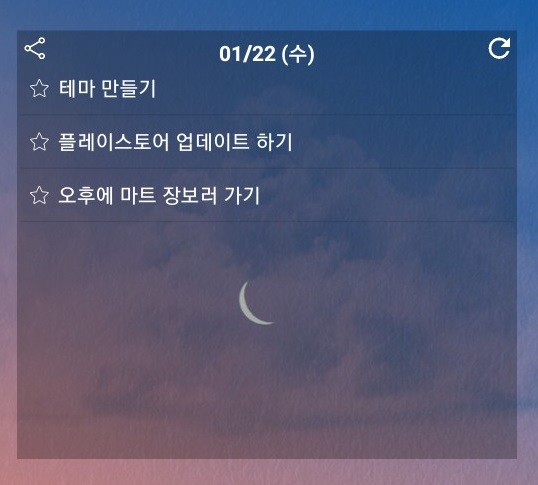 01/22 (수)
테마 만들기
플레이스토어 업데이트 하기
오후에 마트 장보러 가기